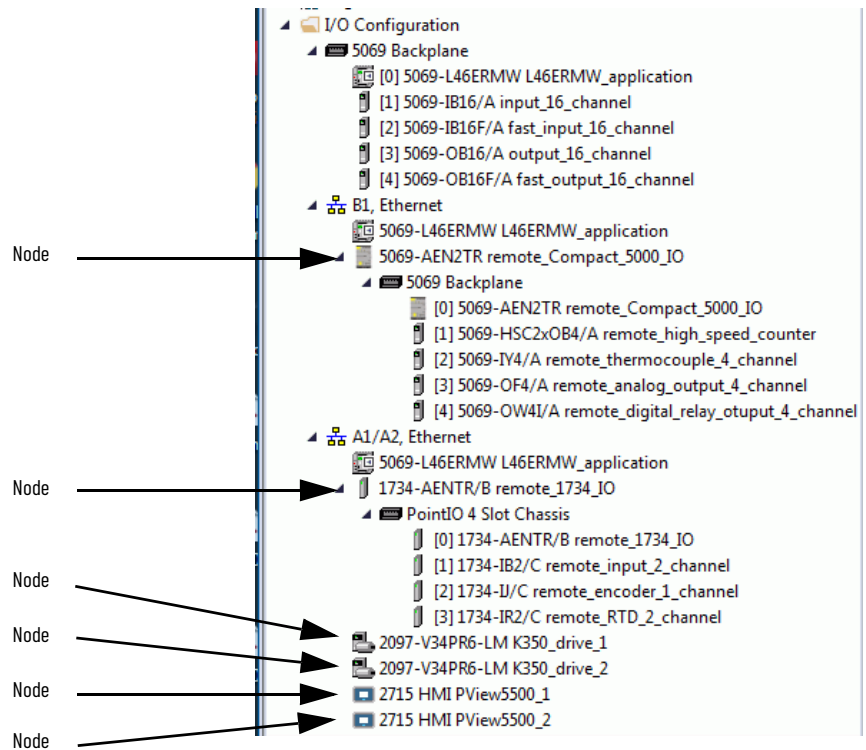 I/O Configuration
5069 Backplane
[0] 5069-L46ERMW L46ERMW_application
[1] 5069-IB16/A input_16_channel
[2] 5069-IB16F/A fast_input_16_channel
[3] 5069-OB16/A output_16_channel
[4] 5069-OB16F/A fast_output_16_channel
B1, Ethernet
5069-L46ERMW L46ERMW_application
Node
5069-AEN2TR remote_Compact_5000_IO
5069 Backplane
[0] 5069-AEN2TR remote_Compact_5000_IO
[1] 5069-HSC2xOB4/A remote_high_speed_counter
[2] 5069-IY4/A remote_thermocouple_4_channel
[3] 5069-OF4/A remote_analog_output_4_channel
[4] 5069-OW4I/A remote_digital_relay_otuput_4_channel
A1/A2, Ethernet
5069-L46ERMW L46ERMW_application
Node
1734-AENTR/B remote_1734_IO
PointIO 4 Slot Chassis
[0] 1734-AENTR/B remote_1734_IO
[1] 1734-IB2/C remote_input_2_channel
[2] 1734-IJ/C remote_encoder_1_channel
[3] 1734-IR2/C remote_RTD_2_channel
Node
2097-V34PR6-LM K350_drive_1
Node
2097-V34PR6-LM K350_drive_2
Node
2715 HMI PView5500_1
Node
2715 HMI PView5500_2